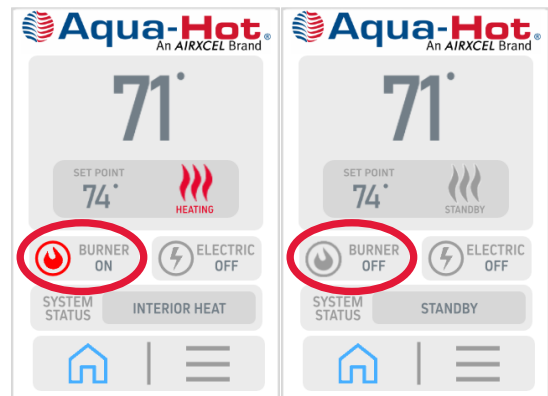 Aqua-Hot®
An AIRXCEL Brand
71°
SET POINT
74°
HEATING
BURNER
ON
ELECTRIC
OFF
SYSTEM
STATUS
INTERIOR HEAT
Aqua-Hot®
An AIRXCEL Brand
71°
SET POINT
74°
STANDBY
BURNER
OFF
ELECTRIC
OFF
SYSTEM
STATUS
STANDBY